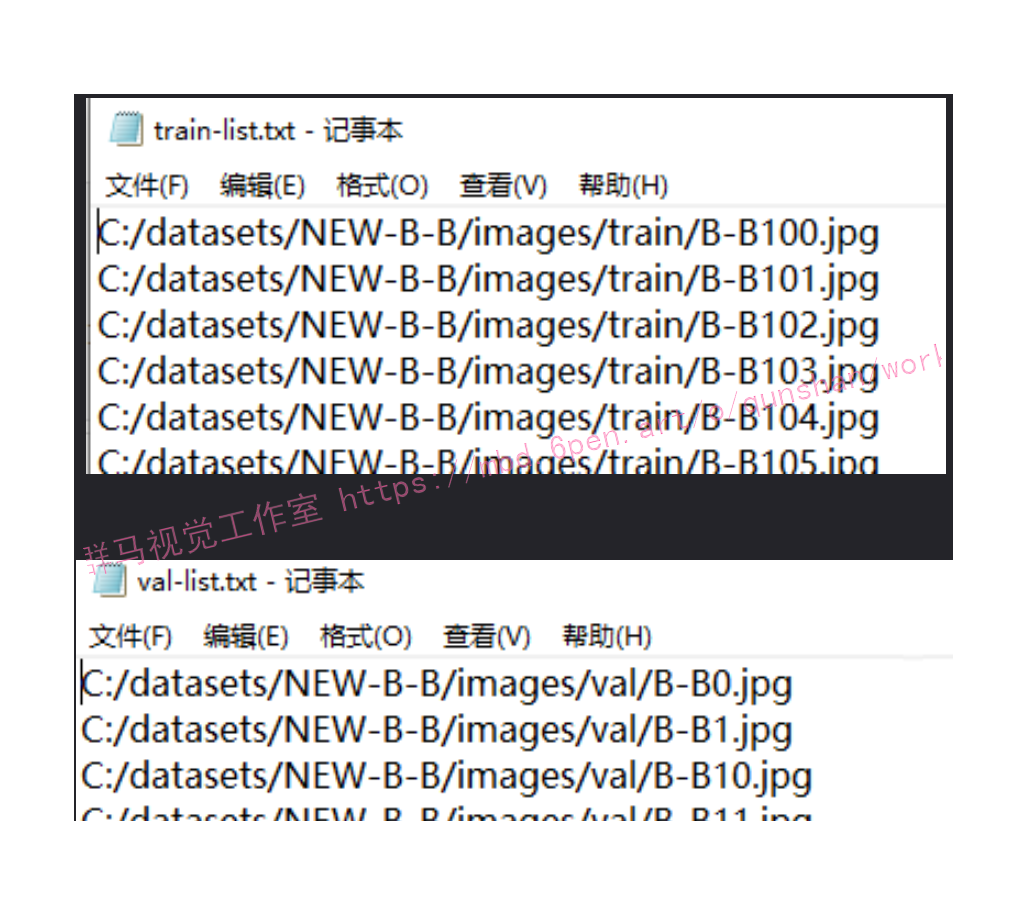 train-list.txt - 记事本
文件(F) 编辑(E) 格式(O) 查看(V) 帮助(H)
C:/datasets/NEW-B-B/images/train/B-B100.jpg
C:/datasets/NEW-B-B/images/train/B-B101.jpg
C:/datasets/NEW-B-B/images/train/B-B102.jpg
C:/datasets/NEW-B-B/images/train/B-B103.jpg
C:/datasets/NEW-B-B/images/train/B-B104.jpg
C:/datasets/NEW-B-B/images/train/B-B105.jpg
群马视觉工作室 https://mbd.6pen.art/o/qunshan/work
val-list.txt - 记事本
文件(F) 编辑(E) 格式(O) 查看(V) 帮助(H)
C:/datasets/NEW-B-B/images/val/B-B0.jpg
C:/datasets/NEW-B-B/images/val/B-B1.jpg
C:/datasets/NEW-B-B/images/val/B-B10.jpg
C:/datasets/NEW-B-B/images/val/B-B11.jpg